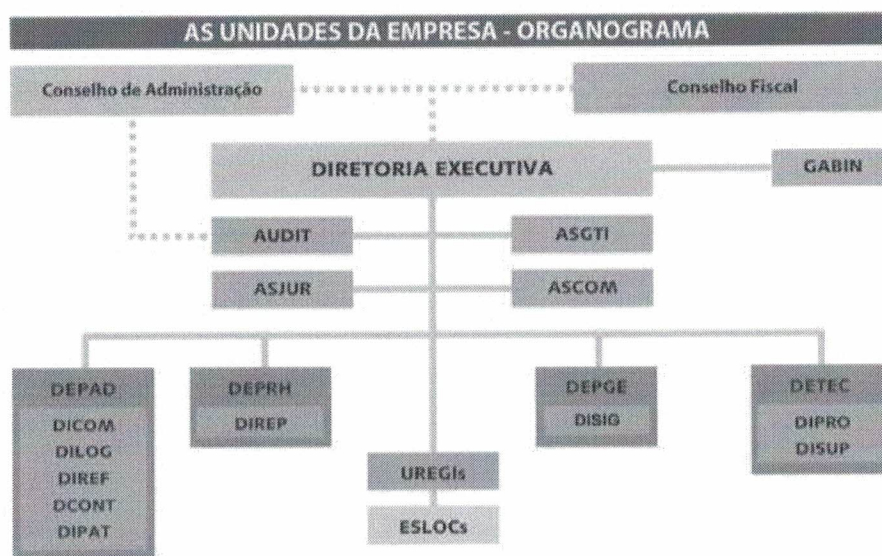 AS UNIDADES DA EMPRESA - ORGANOGRAMA
Conselho de Administração
Conselho Fiscal
DIRETORIA EXECUTIVA
GABIN
AUDIT
ASGTI
ASJUR
ASCOM
DEPAD
DICOM
DILOG
DIREF
DCONT
DIPAT
DEPRH
DIREP
UREGIs
ESLOCs
DEPGE
DISIG
DETEC
DIPRO
DISUP